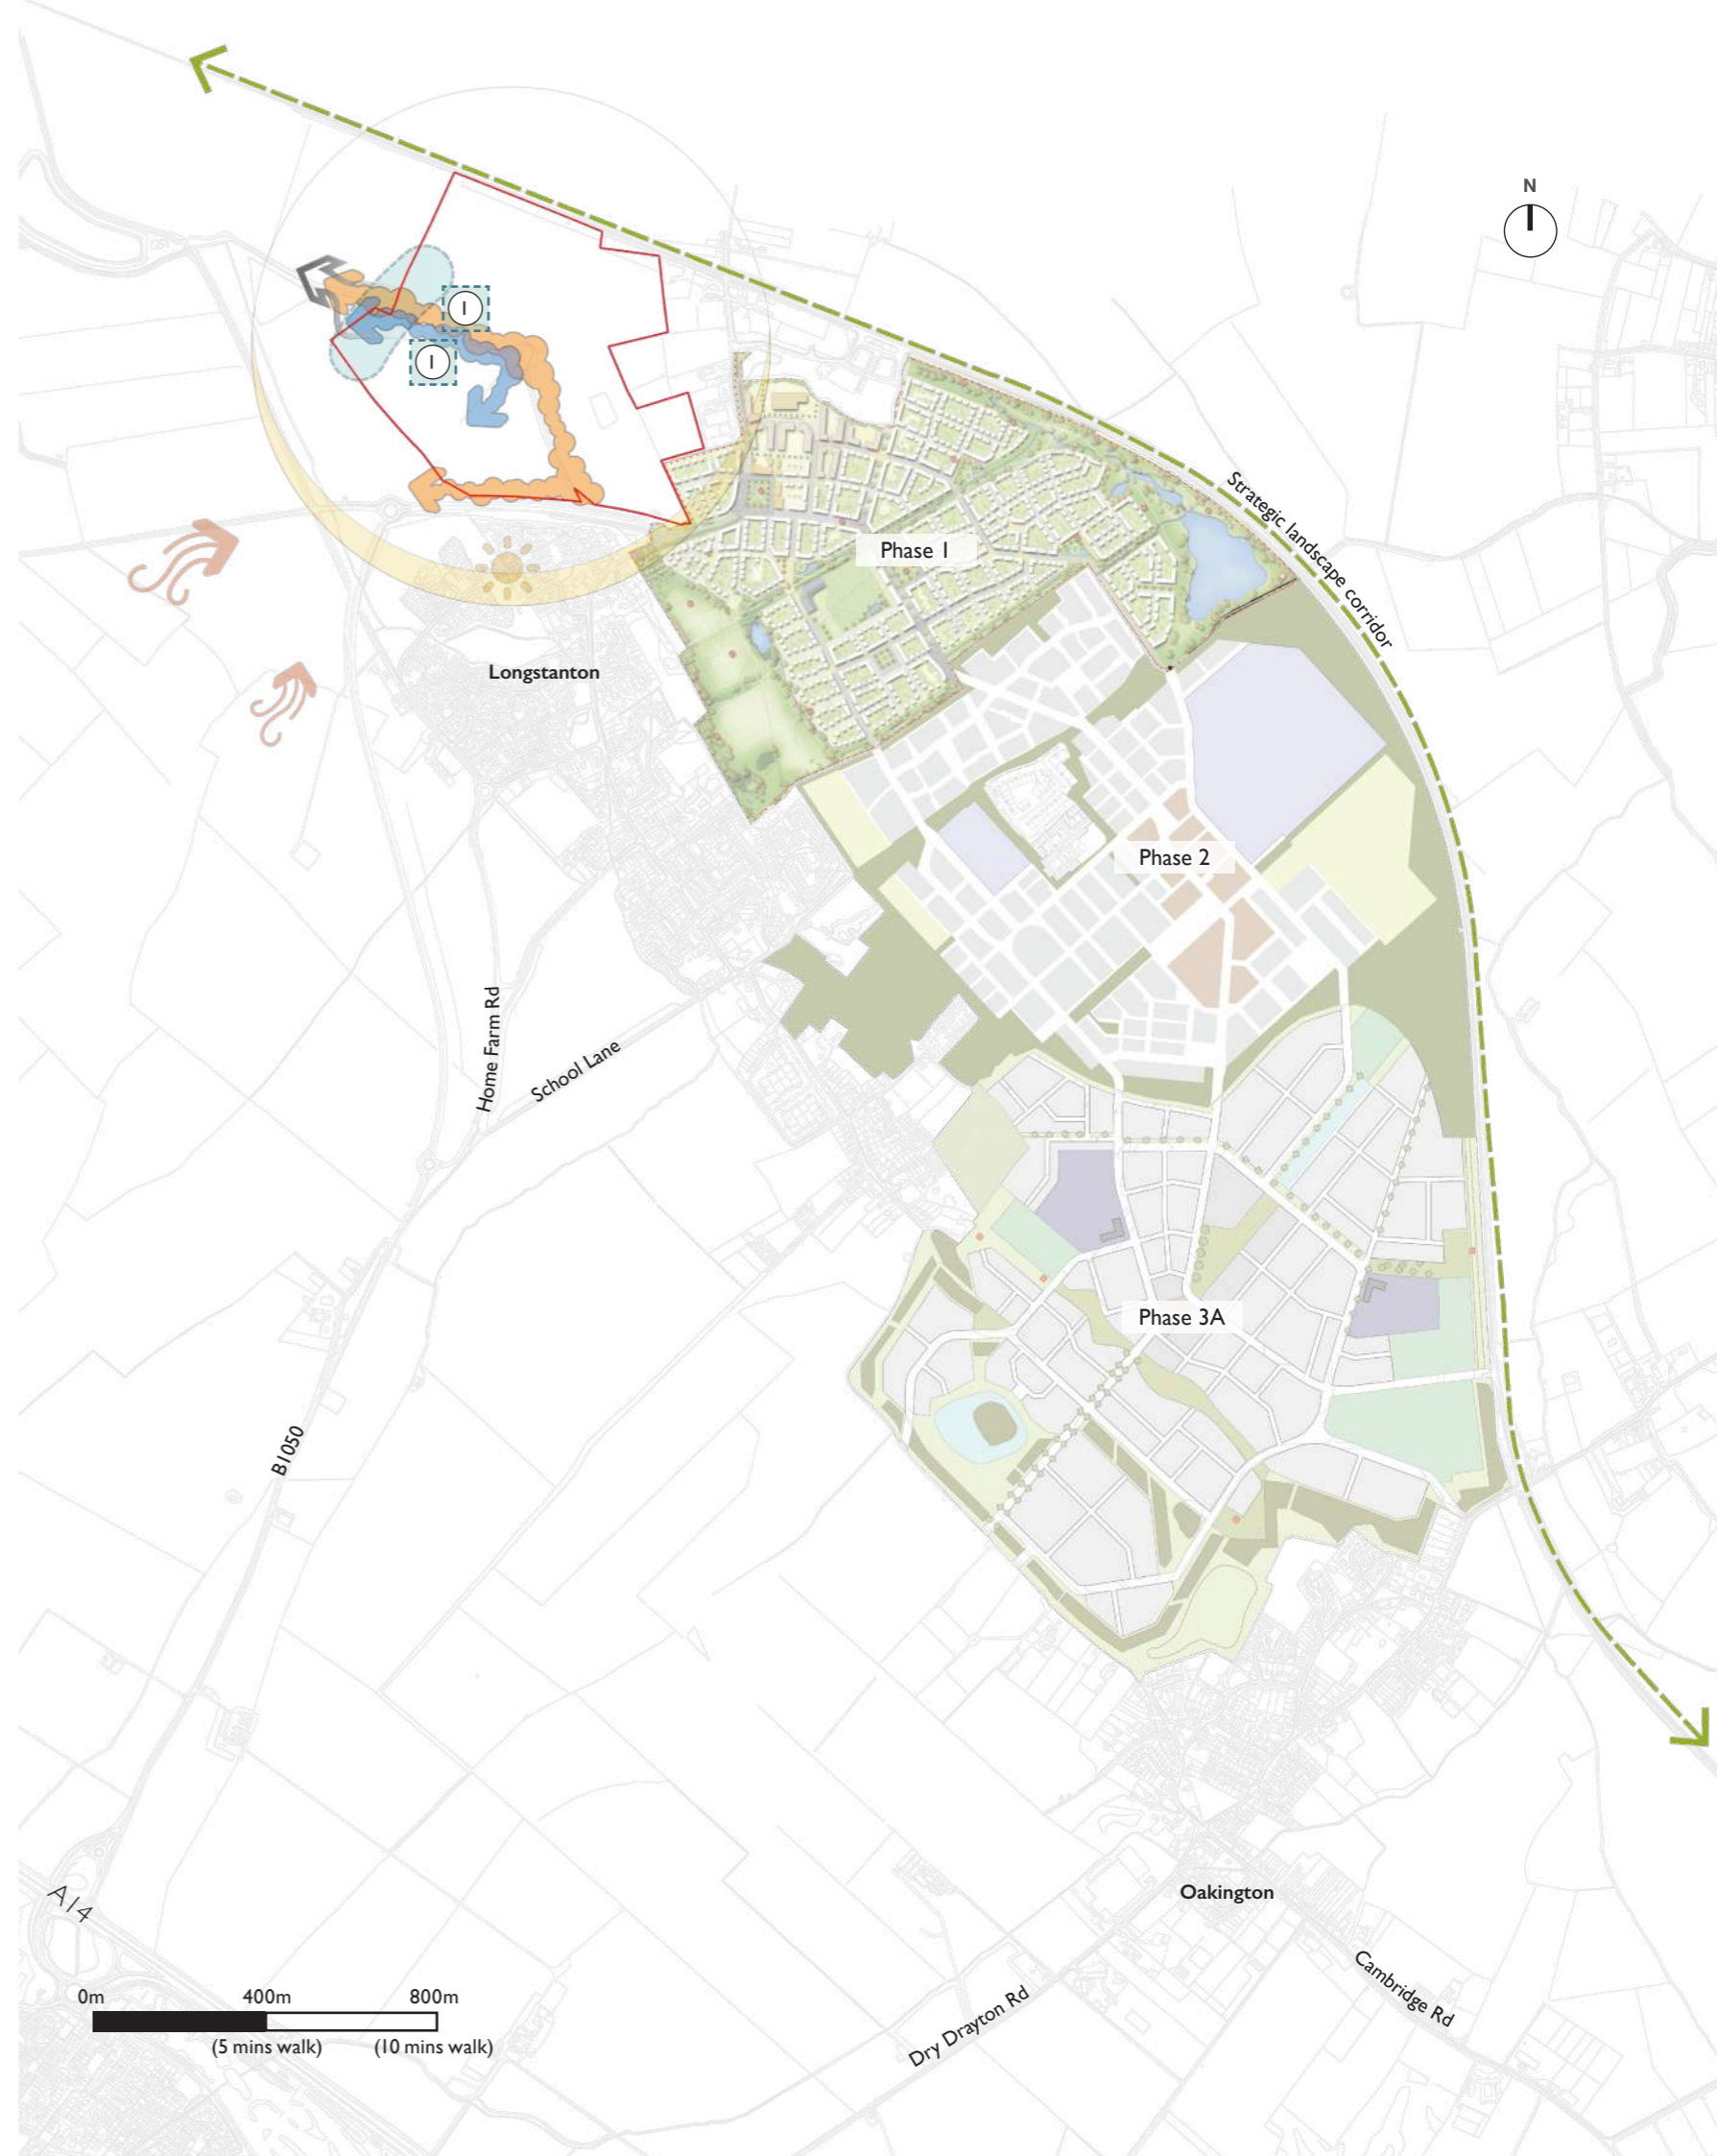 N
I
I
Strategic landscape corridor
Phase I
Longstanton
Phase 2
Home Farm Rd
School Lane
Phase 3A
B1050
Oakington
A14
Cambridge Rd
Dry Drayton Rd
0m 400m 800m
(5 mins walk) (10 mins walk)